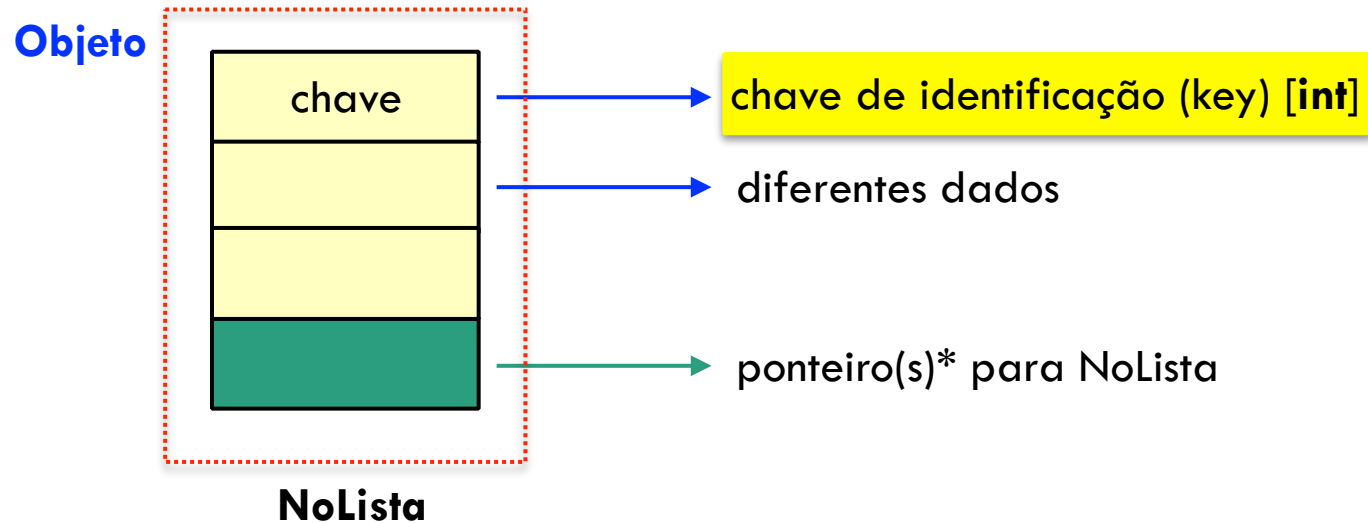 Objeto
chave
chave de identificação (key) [int]
diferentes dados
ponteiro(s)* para NoLista
NoLista